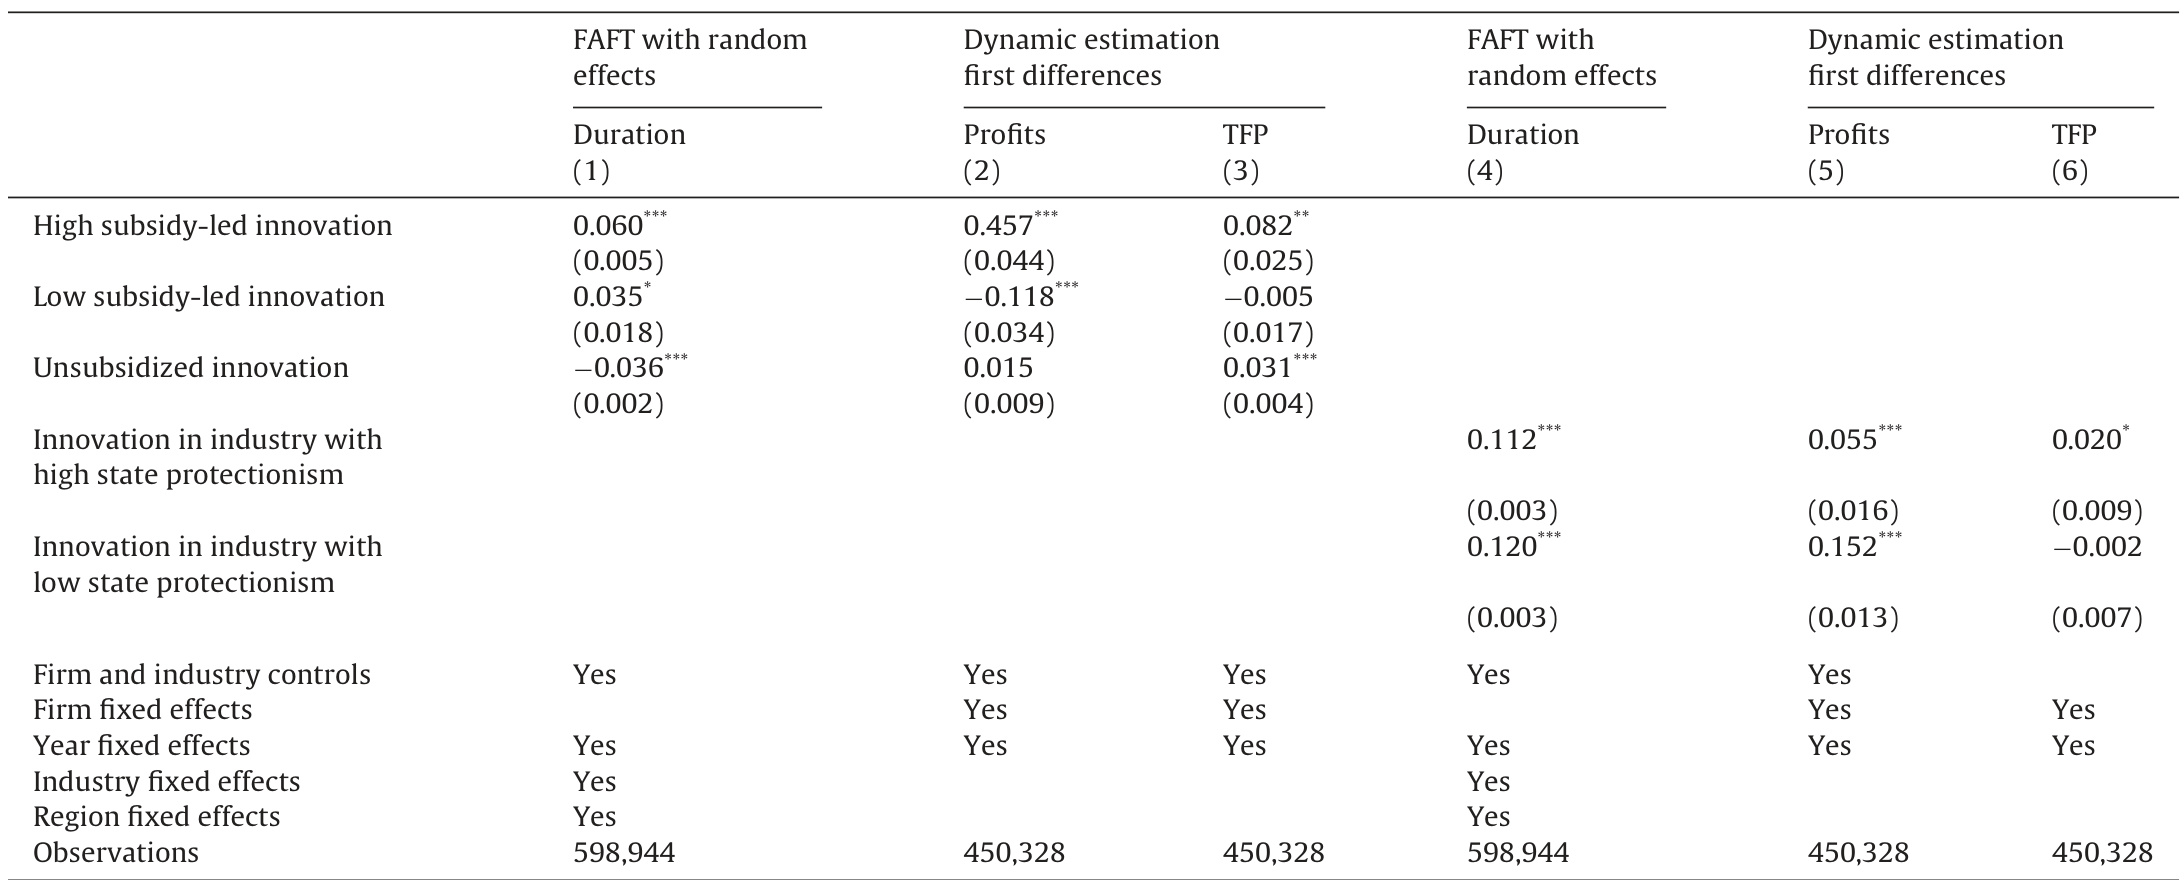 FAFT with random Dynamic estimation FAFT with Dynamic estimation
effects first differences random effects first differences
Duration Profits TFP Duration Profits TFP
(1) (2) (3) (4) (5) (6)
High subsidy-led innovation 0.060*** 0.457*** 0.082**
(0.005) (0.044) (0.025)
Low subsidy-led innovation 0.035* −0.118*** −0.005
(0.018) (0.034) (0.017)
Unsubsidized innovation −0.036*** 0.015 0.031***
(0.002) (0.009) (0.004)
Innovation in industry with 0.112*** 0.055*** 0.020*
high state protectionism
(0.003) (0.016) (0.009)
Innovation in industry with 0.120*** 0.152*** −0.002
low state protectionism
(0.003) (0.013) (0.007)
Firm and industry controls Yes Yes Yes Yes Yes
Firm fixed effects Yes Yes Yes Yes
Year fixed effects Yes Yes Yes Yes Yes Yes
Industry fixed effects Yes Yes
Region fixed effects Yes Yes
Observations 598,944 450,328 450,328 598,944 450,328 450,328